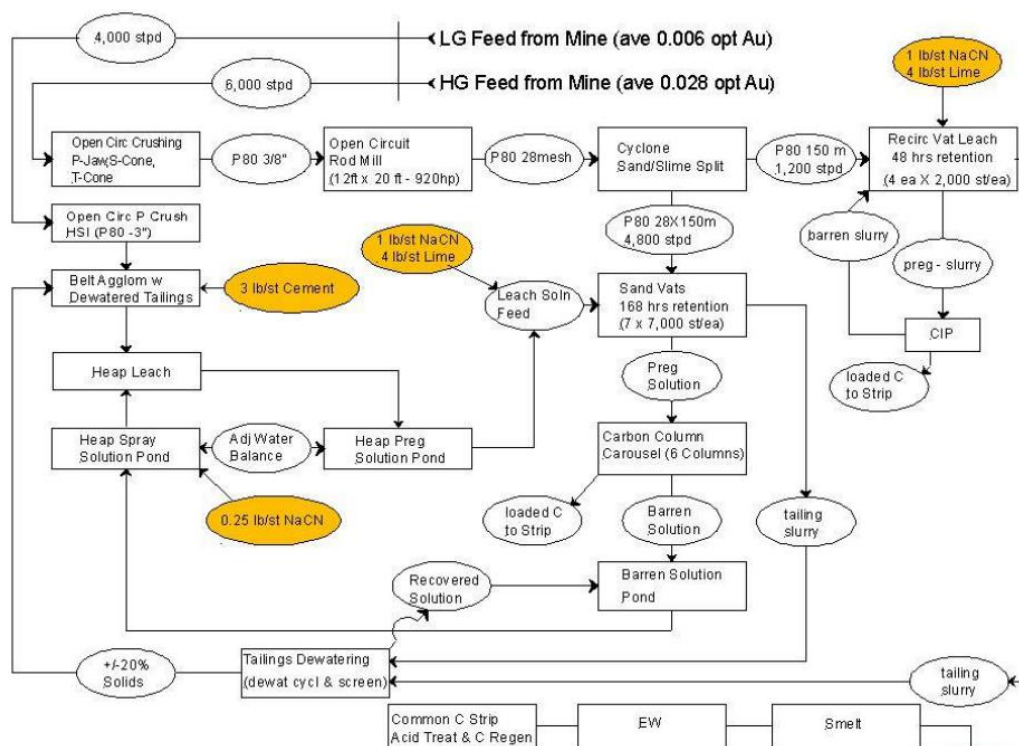 4,000 stpd
LG Feed from Mine (ave 0.006 opt Au)
6,000 stpd
HG Feed from Mine (ave 0.028 opt Au)
1 lb/st NaCN
4 lb/st Lime
Open Circ Crushing
P-Jaw,S-Cone,
T-Cone
P80 3/8"
Open Circuit
Rod Mill
(12ft x 20 ft - 920hp)
P80 28mesh
Cyclone
Sand/Slime Split
P80 150 m
1,200 stpd
Recirc Vat Leach
48 hrs retention
(4 ea X 2,000 st/ea)
Open Circ P Crush
HSI (P80 -3")
P80 28X150m
4,800 stpd
barren slurry
preg - slurry
1 lb/st NaCN
4 lb/st Lime
Belt Agglom w
Dewatered Tailings
3 lb/st Cement
Leach Soln
Feed
Sand Vats
168 hrs retention
(7 x 7,000 st/ea)
CIP
Heap Leach
Preg
Solution
loaded C
to Strip
Heap Spray
Solution Pond
Adj Water
Balance
Heap Preg
Solution Pond
Carbon Column
Carousel (6 Columns)
0.25 lb/st NaCN
loaded C
to Strip
Barren
Solution
tailing
slurry
Recovered
Solution
Barren Solution
Pond
+/-20%
Solids
Tailings Dewatering
(dewat cycl & screen)
tailing
slurry
Common C Strip
Acid Treat & C Regen
EW
Smelt